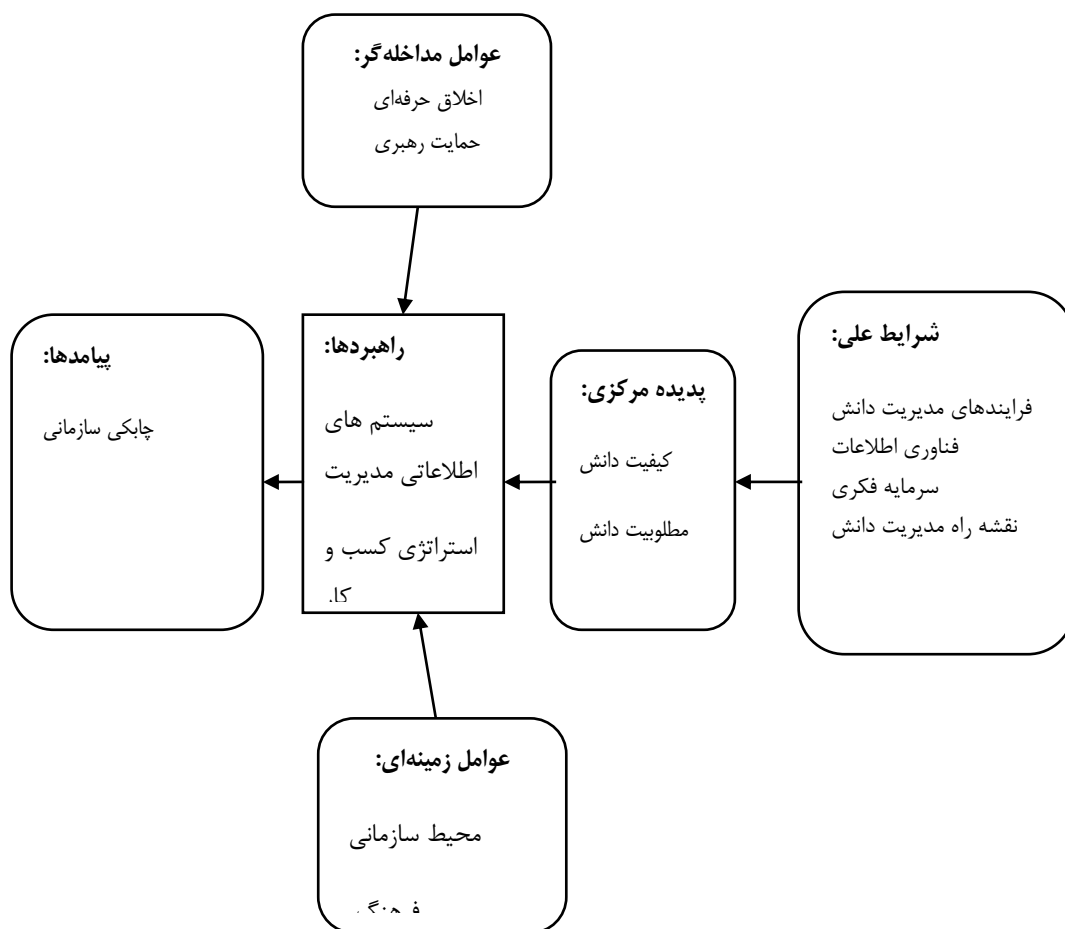 عوامل مداخله‌گر:
اخلاق حرفه‌ای
حمایت رهبری
شرایط علی:
فرایندهای مدیریت دانش
فناوری اطلاعات
سرمایه فکری
نقشه راه مدیریت دانش
پدیده مرکزی:
کیفیت دانش
مطلوبیت دانش
راهبردها:
سیستم های
اطلاعاتی مدیریت
استراتژی کسب و
پیامدها:
چابکی سازمانی
عوامل زمینه‌ای:
محیط سازمانی